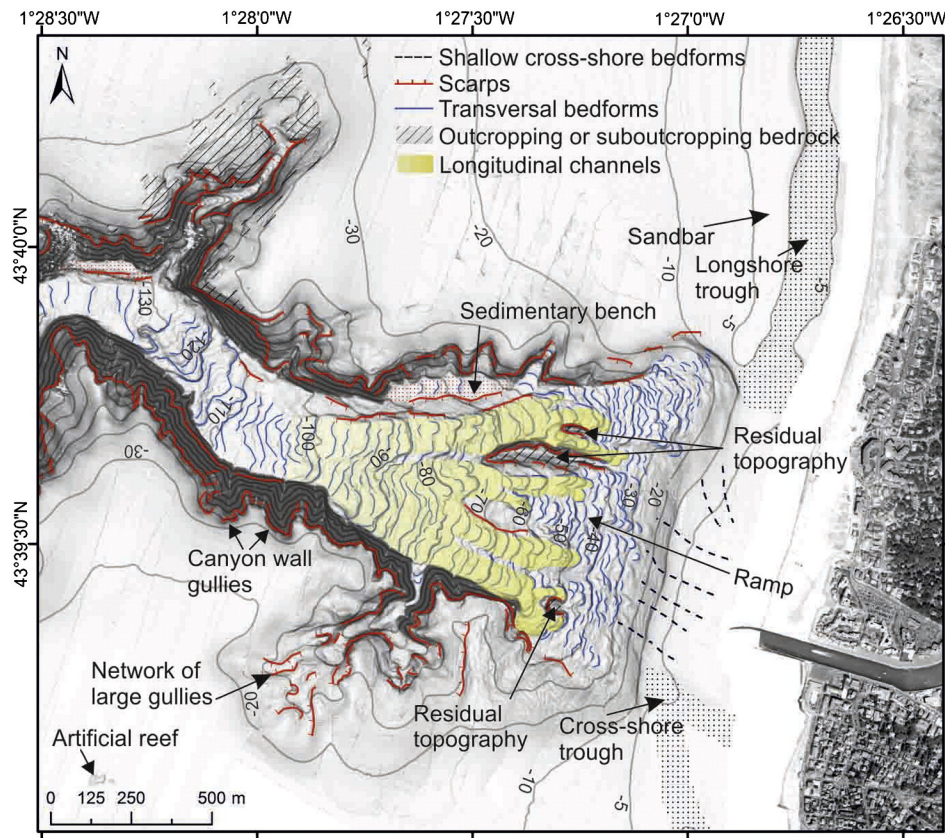 1°28'30"W
1°28'0"W
1°27'30"W
1°27'0"W
1°26'30"W
N
Shallow cross-shore bedforms
Scarps
Transversal bedforms
Outcropping or suboutcropping bedrock
Longitudinal channels
43°40'0"N
43°39'30"N
-30
-20
-10
Sandbar
Longshore
trough
-5
-5
-130
-120
-110
-100
-90
-80
-70
-60
-50
-40
-30
-20
Sedimentary bench
Residual
topography
-30
Canyon wall
gullies
Ramp
Network of
large gullies
-20
Artificial reef
Residual
topography
Cross-shore
trough
-10
-5
0 125 250 500 m